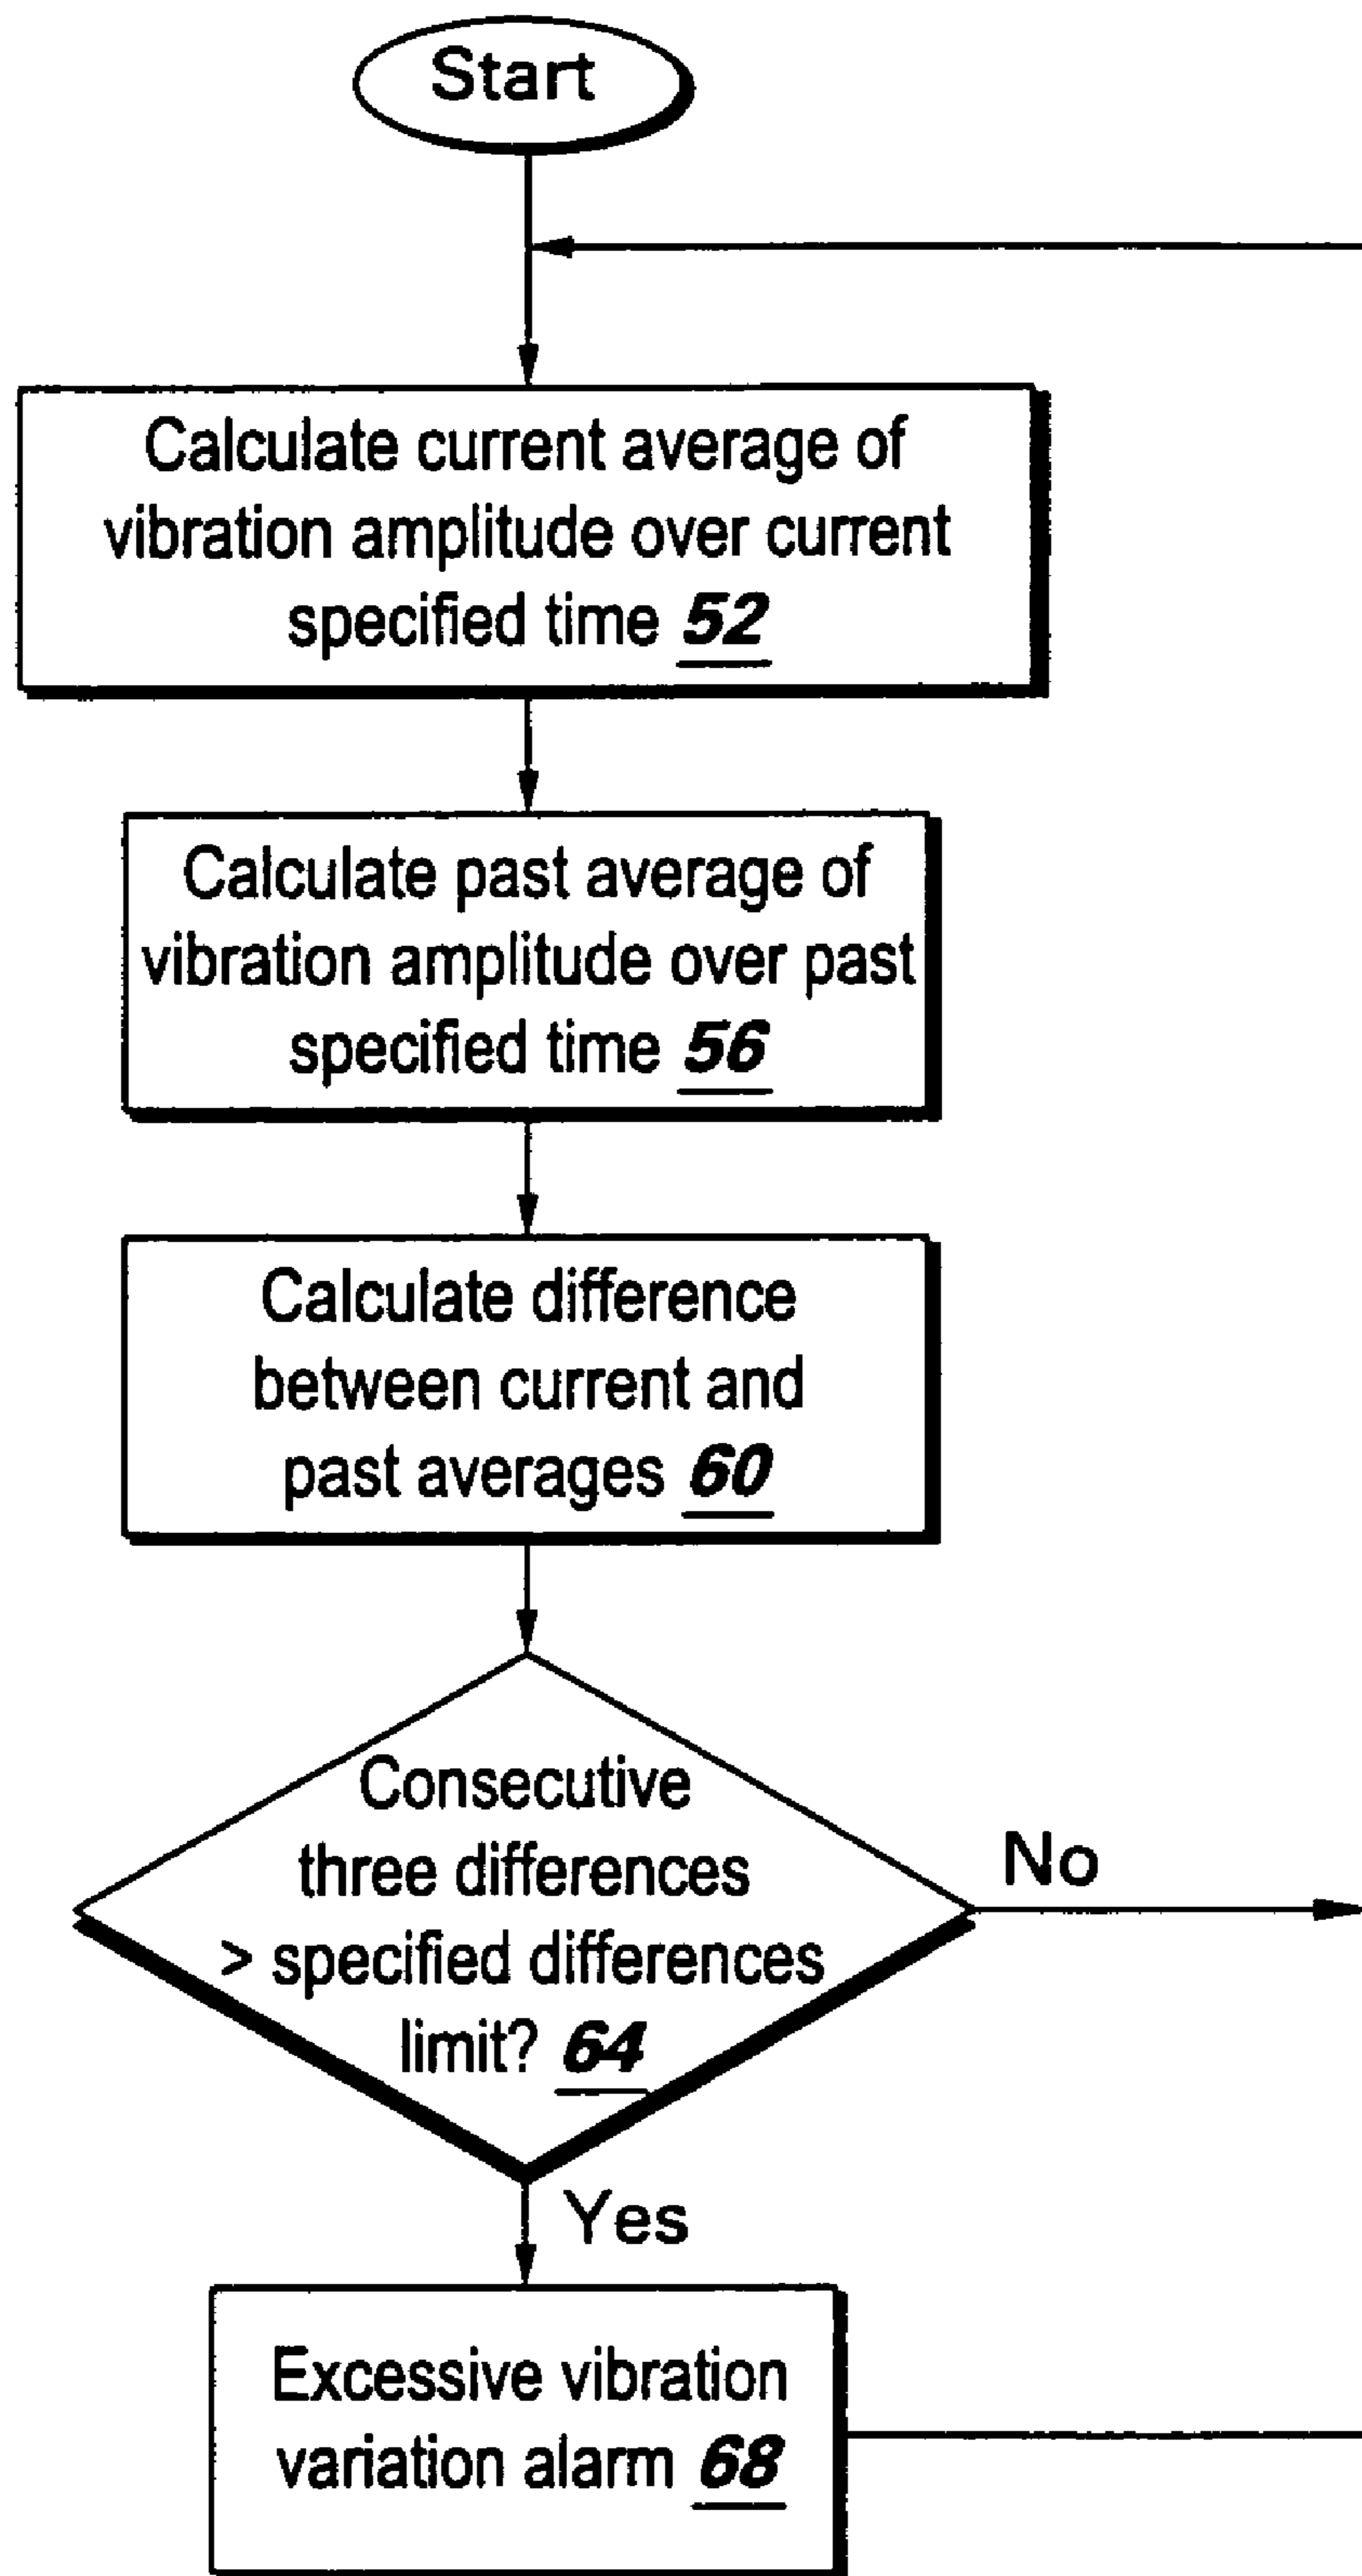 Start
Calculate current average of
vibration amplitude over current
specified time 52
Calculate past average of
vibration amplitude over past
specified time 56
Calculate difference
between current and
past averages 60
Consecutive
three differences
> specified differences
limit? 64
No
Yes
Excessive vibration
variation alarm 68